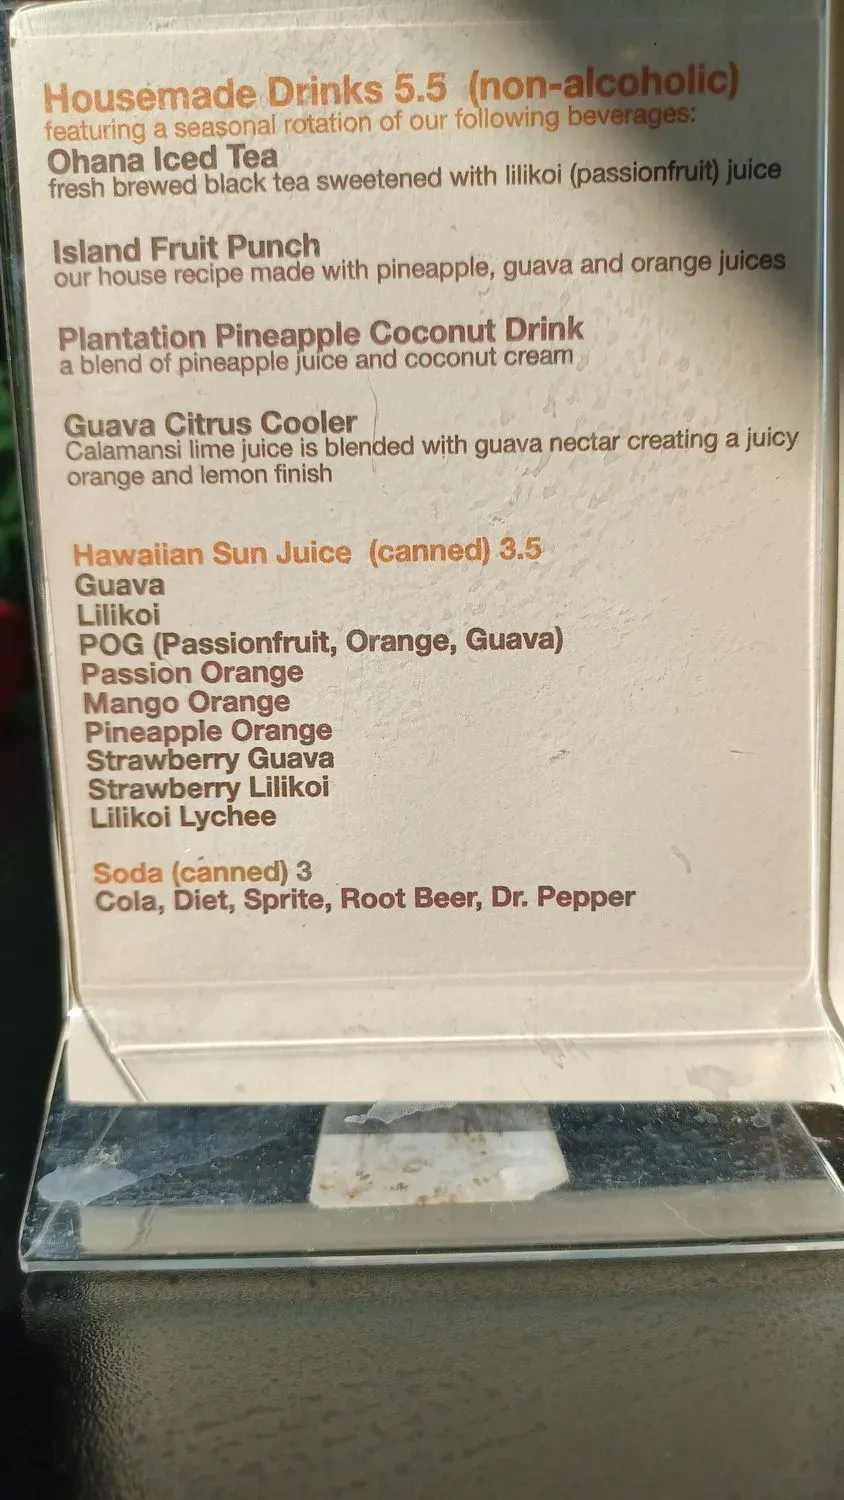 Housemade Drinks 5.5 (non-alcoholic)
featuring a seasonal rotation of our following beverages:
Ohana Iced Tea
fresh brewed black tea sweetened with lilikoi (passionfruit) juice
Island Fruit Punch
our house recipe made with pineapple, guava and orange juices
Plantation Pineapple Coconut Drink
a blend of pineapple juice and coconut cream
Guava Citrus Cooler
Calamansi lime juice is blended with guava nectar creating a juicy
orange and lemon finish
Hawaiian Sun Juice (canned) 3.5
Guava
Lilikoi
POG (Passionfruit, Orange, Guava)
Passion Orange
Mango Orange
Pineapple Orange
Strawberry Guava
Strawberry Lilikoi
Lilikoi Lychee
Soda (canned) 3
Cola, Diet, Sprite, Root Beer, Dr. Pepper